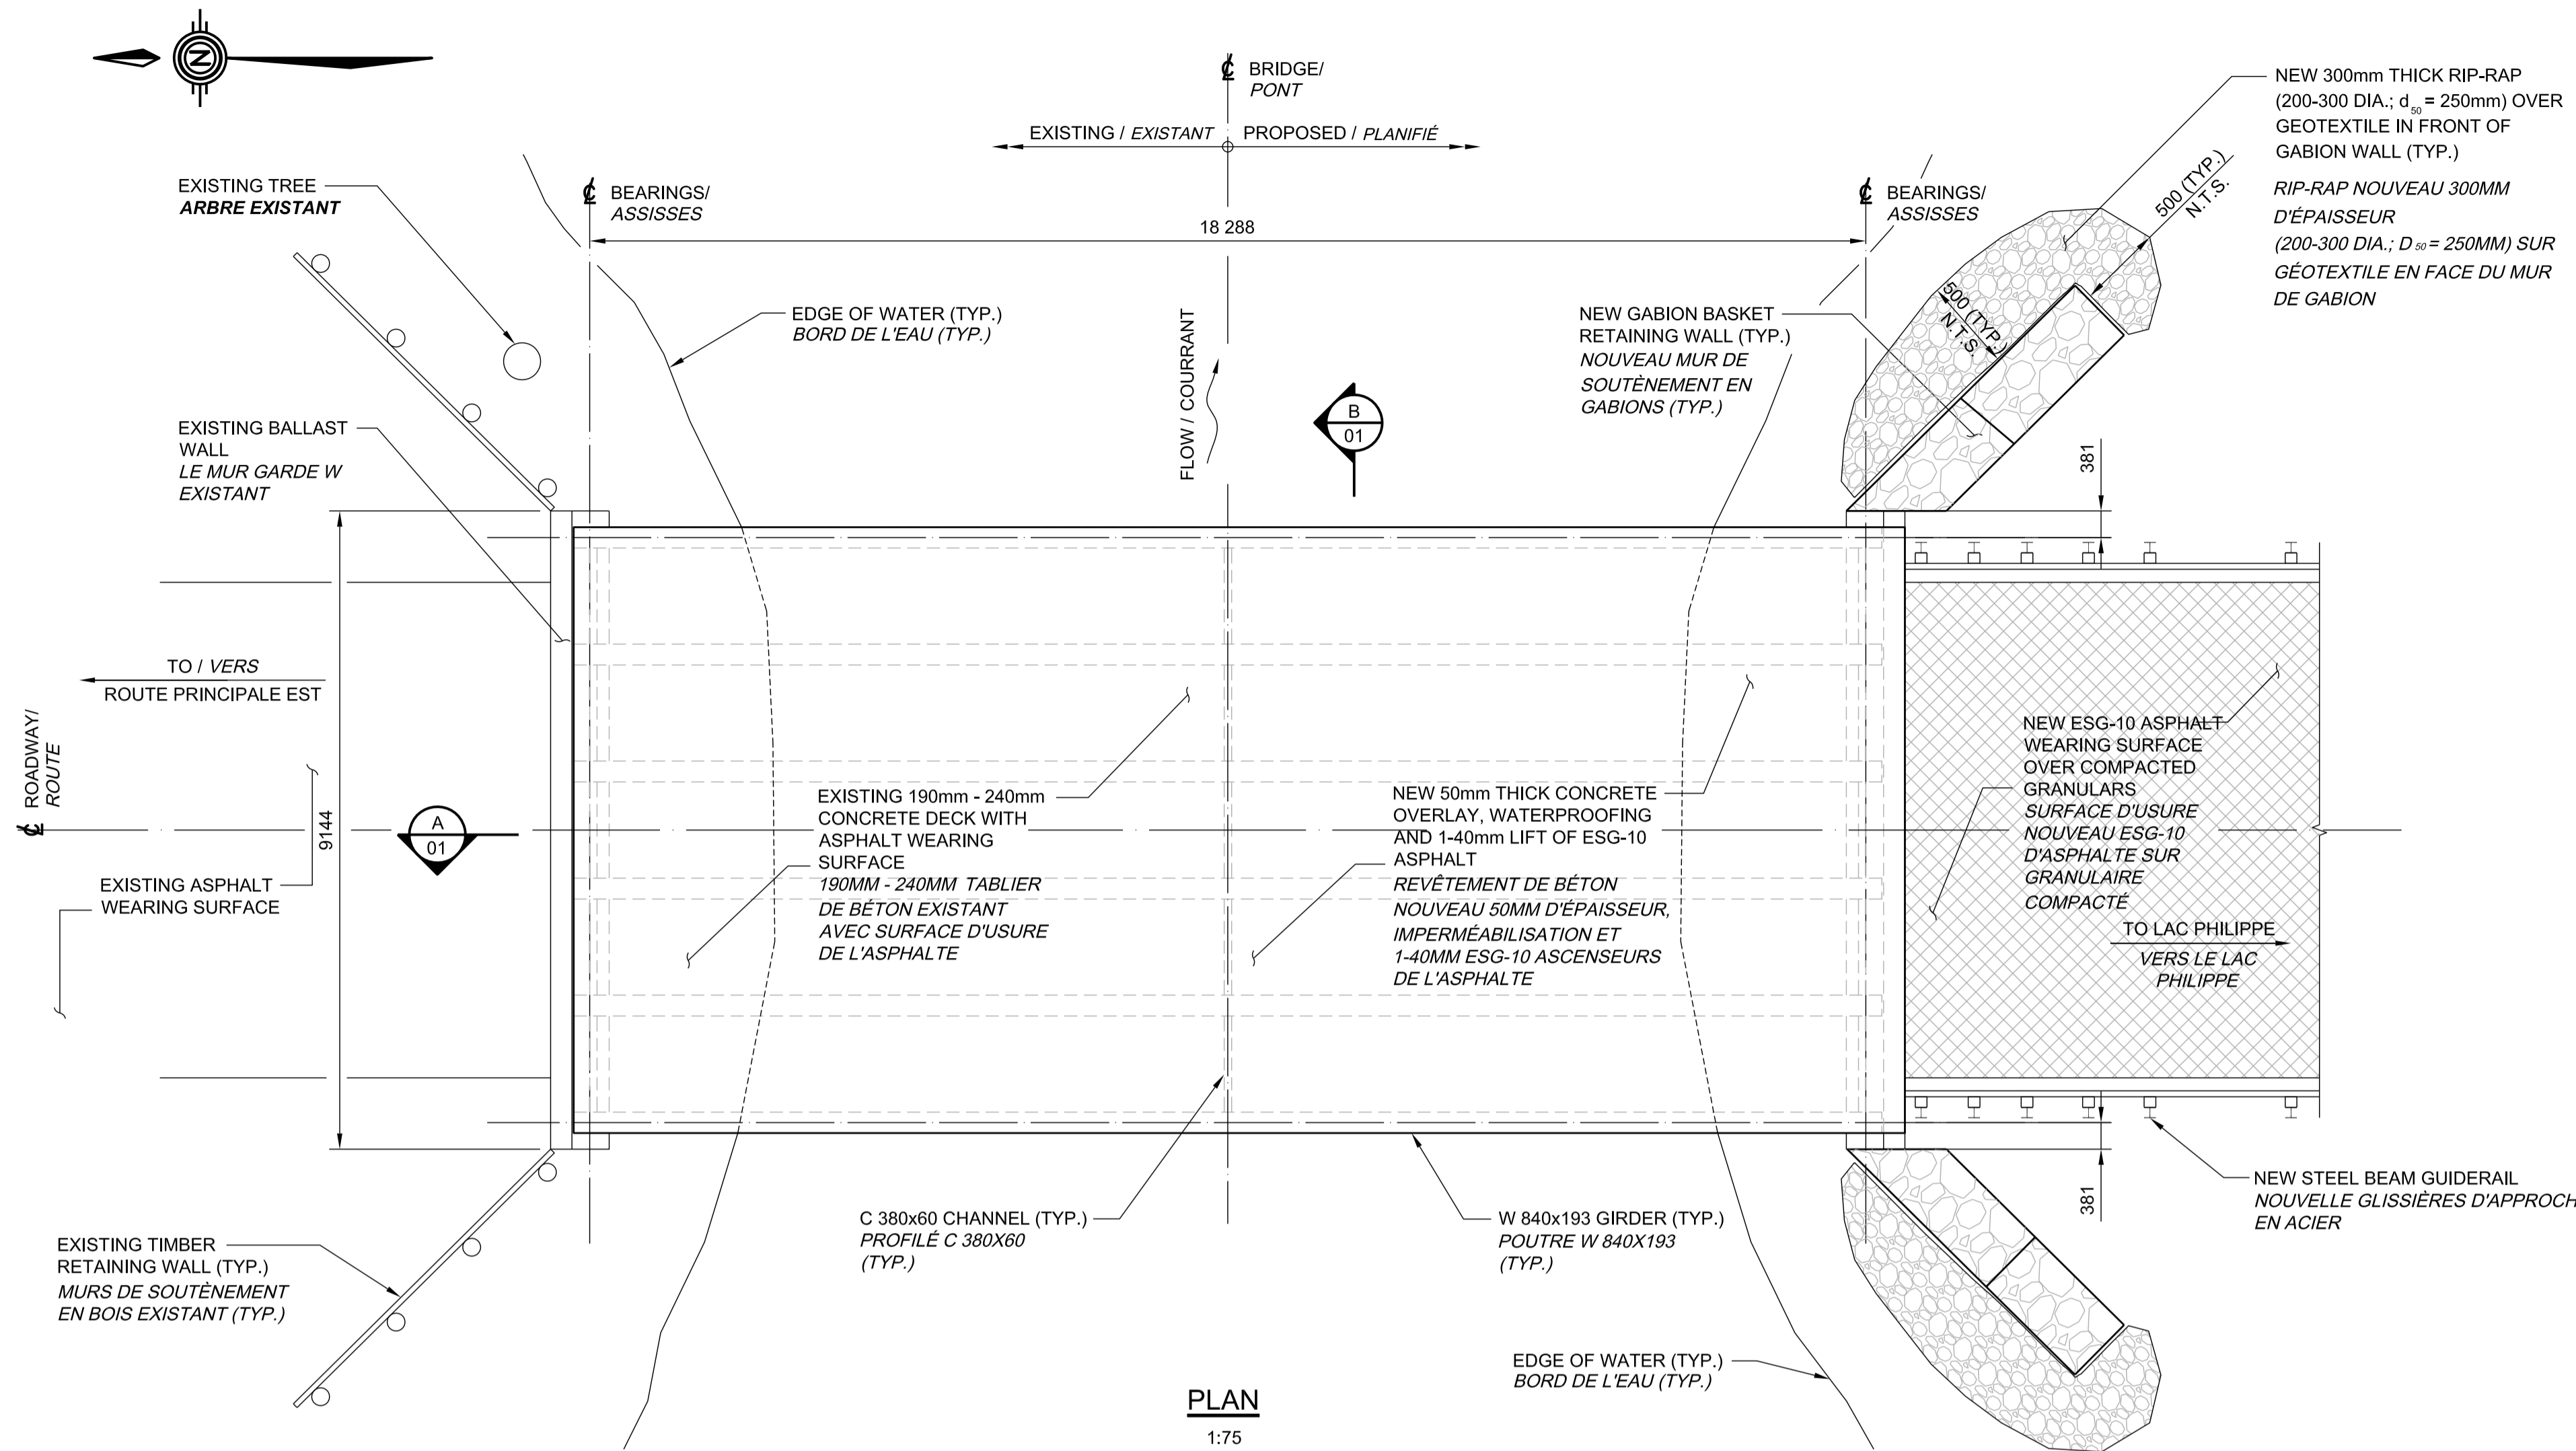 N
℄ BRIDGE/
PONT
EXISTING / EXISTANT
PROPOSED / PLANIFIÉ
NEW 300mm THICK RIP-RAP
(200-300 DIA.; d50 = 250mm) OVER
GEOTEXTILE IN FRONT OF
GABION WALL (TYP.)
RIP-RAP NOUVEAU 300MM
D'ÉPAISSEUR
(200-300 DIA.; D 50 = 250MM) SUR
GÉOTEXTILE EN FACE DU MUR
DE GABION
500 (TYP.)
N.T.S.
EXISTING TREE
ARBRE EXISTANT
℄ BEARINGS/
ASSISSES
18 288
℄ BEARINGS/
ASSISSES
EDGE OF WATER (TYP.)
BORD DE L'EAU (TYP.)
FLOW / COURRANT
B
01
NEW GABION BASKET
RETAINING WALL (TYP.)
NOUVEAU MUR DE
SOUTÈNEMENT EN
GABIONS (TYP.)
500 (TYP.)
N.T.S.
381
EXISTING BALLAST
WALL
LE MUR GARDE W
EXISTANT
TO / VERS
ROUTE PRINCIPALE EST
℄ ROADWAY/
ROUTE
9144
A
01
EXISTING ASPHALT
WEARING SURFACE
EXISTING 190mm - 240mm
CONCRETE DECK WITH
ASPHALT WEARING
SURFACE
190MM - 240MM TABLIER
DE BÉTON EXISTANT
AVEC SURFACE D'USURE
DE L'ASPHALTE
NEW 50mm THICK CONCRETE
OVERLAY, WATERPROOFING
AND 1-40mm LIFT OF ESG-10
ASPHALT
REVÊTEMENT DE BÉTON
NOUVEAU 50MM D'ÉPAISSEUR,
IMPERMÉABILISATION ET
1-40MM ESG-10 ASCENSEURS
DE L'ASPHALTE
NEW ESG-10 ASPHALT
WEARING SURFACE
OVER COMPACTED
GRANULARS
SURFACE D'USURE
NOUVEAU ESG-10
D'ASPHALTE SUR
GRANULAIRE
COMPACTÉ
TO LAC PHILIPPE
VERS LE LAC
PHILIPPE
381
NEW STEEL BEAM GUIDERAIL
NOUVELLE GLISSIÈRES D'APPROCH
EN ACIER
C 380x60 CHANNEL (TYP.)
PROFILÉ C 380X60
(TYP.)
W 840x193 GIRDER (TYP.)
POUTRE W 840X193
(TYP.)
EXISTING TIMBER
RETAINING WALL (TYP.)
MURS DE SOUTÈNEMENT
EN BOIS EXISTANT (TYP.)
EDGE OF WATER (TYP.)
BORD DE L'EAU (TYP.)
PLAN
1:75